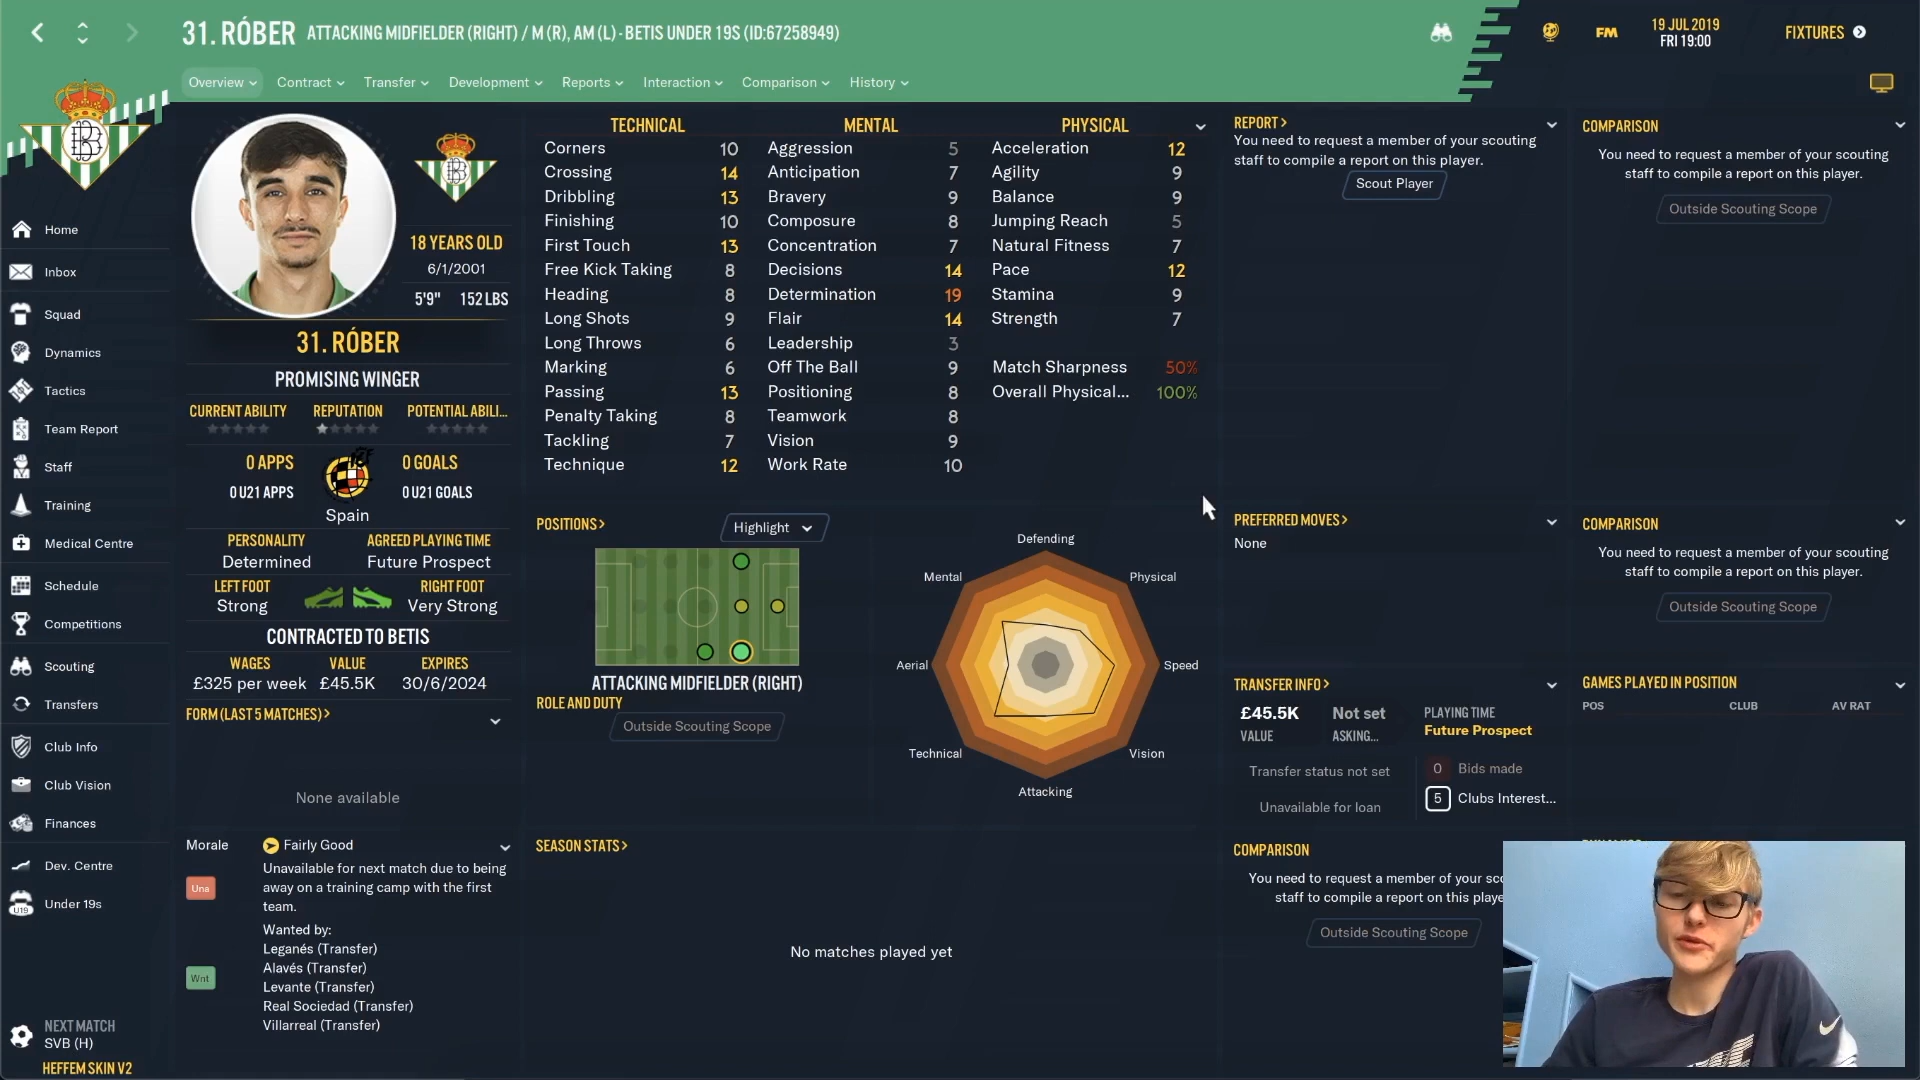 31. RÓBER ATTACKING MIDFIELDER (RIGHT) / M (R), AM (L) - BETIS UNDER 19S (ID:67258949)
FM
19 JUL 2019
FRI 19:00
FIXTURES
Overview Contract Transfer Development Reports Interaction Comparison History
Home
Inbox
Squad
Dynamics
Tactics
Team Report
Staff
Training
Medical Centre
Schedule
Competitions
Scouting
Transfers
Club Info
Club Vision
Finances
Dev. Centre
U19
Under 19s
NEXT MATCH
SVB (H)
HEFFEM SKIN V2
18 YEARS OLD
6/1/2001
5'9" 152 LBS
31. RÓBER
PROMISING WINGER
CURRENT ABILITY REPUTATION POTENTIAL ABILI...
0 APPS 0 GOALS
0 U21 APPS 0 U21 GOALS
Spain
PERSONALITY AGREED PLAYING TIME
Determined Future Prospect
LEFT FOOT RIGHT FOOT
Strong Very Strong
CONTRACTED TO BETIS
WAGES VALUE EXPIRES
£325 per week £45.5K 30/6/2024
FORM (LAST 5 MATCHES) >
None available
Morale Fairly Good
Una
Unavailable for next match due to being
away on a training camp with the first
team.
Wnt
Wanted by:
Leganés (Transfer)
Alavés (Transfer)
Levante (Transfer)
Real Sociedad (Transfer)
Villarreal (Transfer)
TECHNICAL
Corners 10
Crossing 14
Dribbling 13
Finishing 10
First Touch 13
Free Kick Taking 8
Heading 8
Long Shots 9
Long Throws 6
Marking 6
Passing 13
Penalty Taking 8
Tackling 7
Technique 12
MENTAL
Aggression 5
Anticipation 7
Bravery 9
Composure 8
Concentration 7
Decisions 14
Determination 19
Flair 14
Leadership 3
Off The Ball 9
Positioning 8
Teamwork 8
Vision 9
Work Rate 10
PHYSICAL
Acceleration 12
Agility 9
Balance 9
Jumping Reach 5
Natural Fitness 7
Pace 12
Stamina 9
Strength 7
Match Sharpness 50%
Overall Physical... 100%
POSITIONS >
Highlight
ATTACKING MIDFIELDER (RIGHT)
ROLE AND DUTY
Outside Scouting Scope
Defending
Mental Physical
Aerial Speed
Technical Vision
Attacking
SEASON STATS >
No matches played yet
REPORT >
You need to request a member of your scouting
staff to compile a report on this player.
Scout Player
PREFERRED MOVES >
None
TRANSFER INFO >
£45.5K
VALUE
Not set
ASKING...
PLAYING TIME
Future Prospect
Transfer status not set
0 Bids made
Unavailable for loan
5 Clubs Interest...
COMPARISON
You need to request a member of your sco
staff to compile a report on this playe
Outside Scouting Scope
COMPARISON
You need to request a member of your scouting
staff to compile a report on this player.
Outside Scouting Scope
COMPARISON
You need to request a member of your scouting
staff to compile a report on this player.
Outside Scouting Scope
GAMES PLAYED IN POSITION
POS CLUB AV RAT